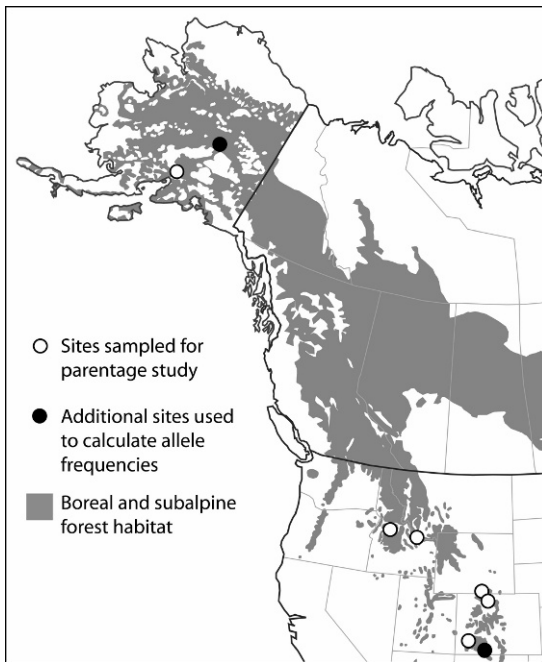 Sites sampled for
parentage study
Additional sites used
to calculate allele
frequencies
Boreal and subalpine
forest habitat